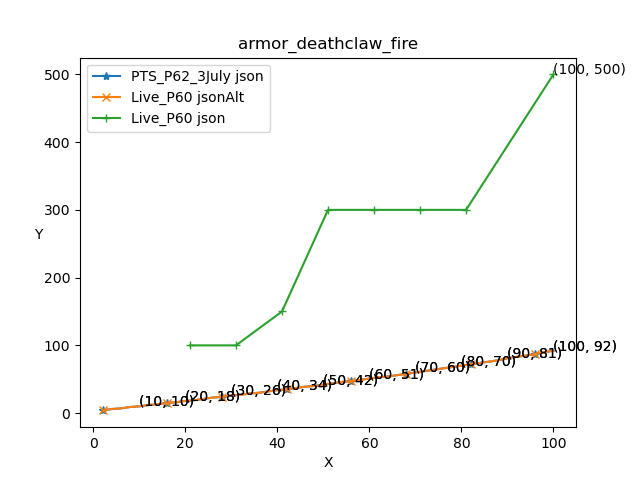 armor_deathclaw_fire
PTS_P62_3July json
Live_P60 jsonAlt
Live_P60 json
(100, 500)
500
400
300
Y
200
100
0
(10, 10)
(20, 18)
(30, 26)
(40, 34)
(50, 42)
(60, 51)
(70, 60)
(80, 70)
(90, 81)
(100, 92)
0 20 40 60 80 100
X